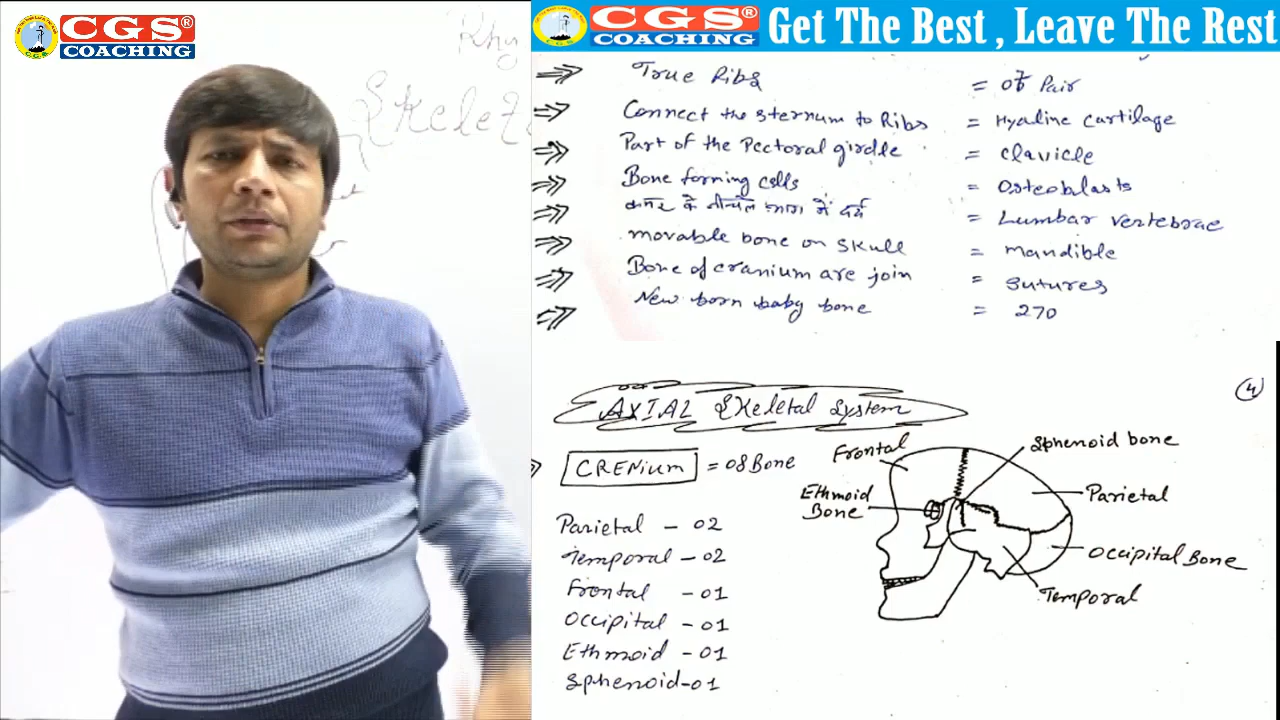 CGS®
COACHING
CGS®
COACHING
Get The Best , Leave The Rest
True Ribs = 07 Pair
Connect the sternum to Ribs = Hyaline cartilage
Part of the Pectoral girdle = clavicle
Bone forming cells = Osteoblasts
कमर के = Lumbar vertebrae
movable bone on skull = mandible
Bone of cranium are join = sutures
New born baby bone = 270
4
AXIAL Skeletal System
CRENIUM = 08 Bone
Parietal - 02
Temporal - 02
Frontal - 01
Occipital - 01
Ethmoid - 01
Sphenoid - 01
Frontal
Sphenoid bone
Ethmoid
Bone
Parietal
Occipital Bone
Temporal